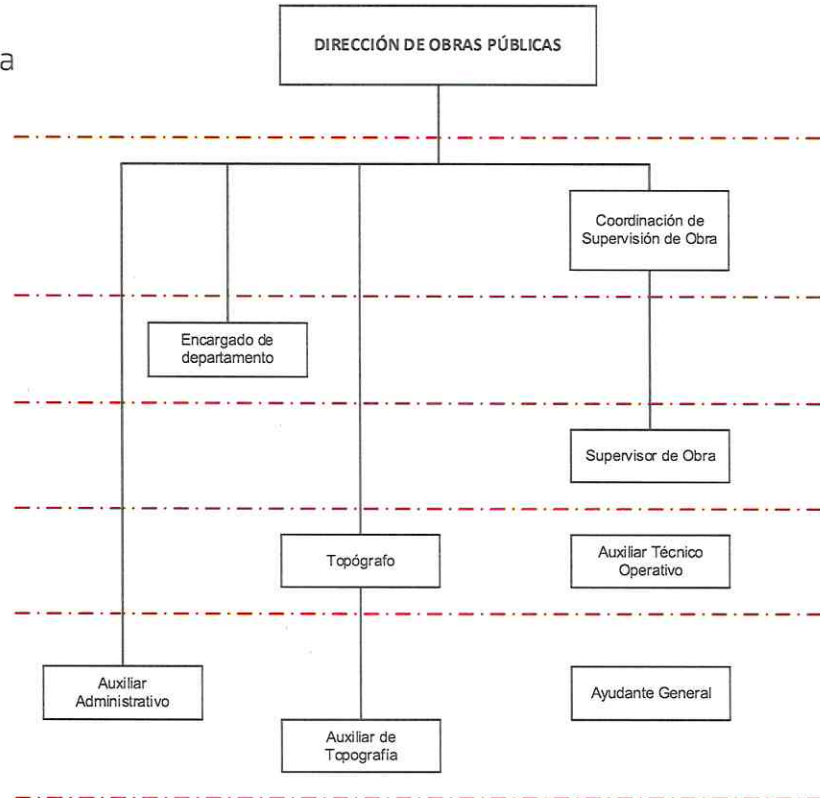 a
DIRECCIÓN DE OBRAS PÚBLICAS
Coordinación de
Supervisión de Obra
Encargado de
departamento
Supervisor de Obra
Topógrafo
Auxiliar Técnico
Operativo
Auxiliar
Administrativo
Ayudante General
Auxiliar de
Topografía